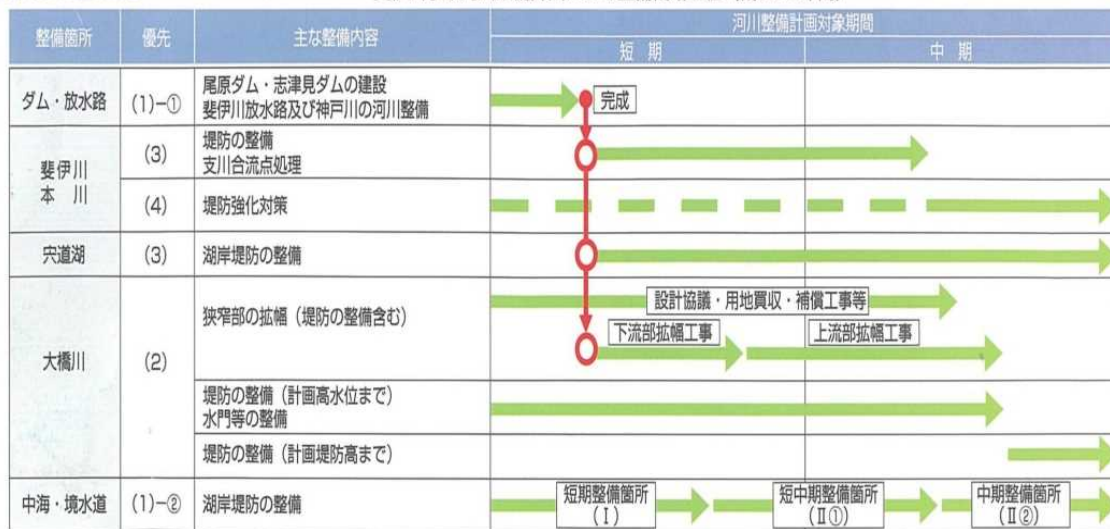 整備箇所
優先
主な整備内容
河川整備計画対象期間
短 期
中 期
ダム・放水路
(1)−①
尾原ダム・志津見ダムの建設
斐伊川放水路及び神戸川の河川整備
完成
斐伊川
本 川
(3)
堤防の整備
支川合流点処理
(4)
堤防強化対策
宍道湖
(3)
湖岸堤防の整備
大橋川
(2)
狭窄部の拡幅(堤防の整備含む)
設計協議・用地買収・補償工事等
下流部拡幅工事
上流部拡幅工事
堤防の整備(計画高水位まで)
水門等の整備
堤防の整備(計画堤防高まで)
中海・境水道
(1)−②
湖岸堤防の整備
短期整備箇所
(Ⅰ)
短中期整備箇所
(Ⅱ①)
中期整備箇所
(Ⅱ②)